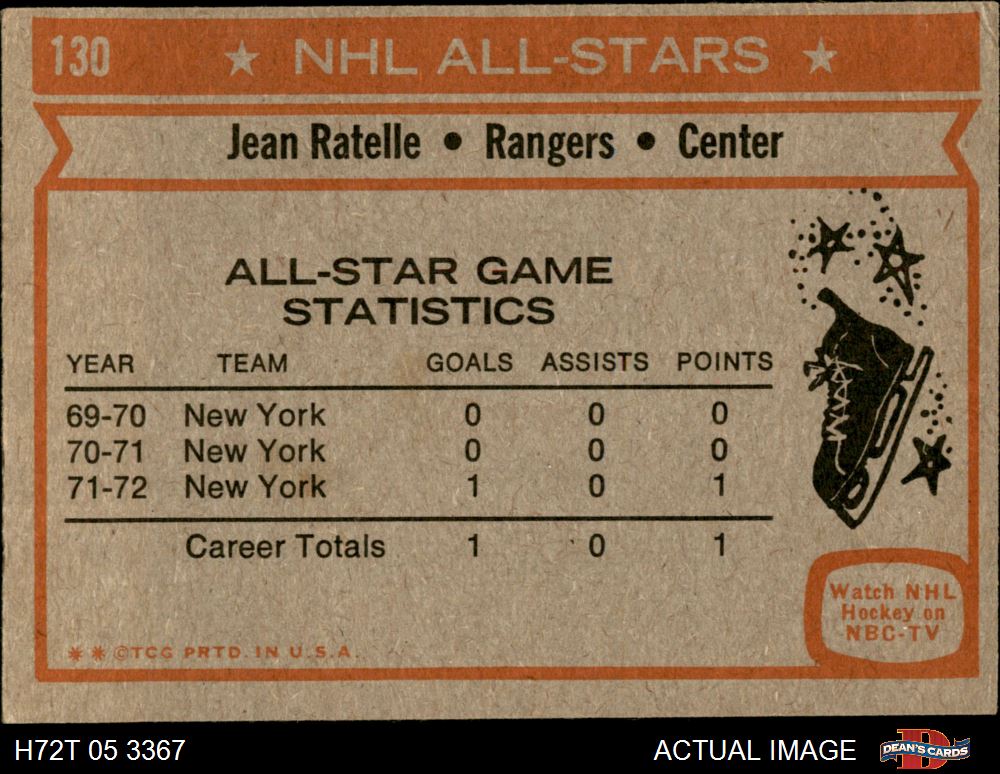 130 ★ NHL ALL-STARS ★
Jean Ratelle • Rangers • Center
ALL-STAR GAME
STATISTICS
YEAR TEAM GOALS ASSISTS POINTS
69-70 New York 0 0 0
70-71 New York 0 0 0
71-72 New York 1 0 1
Career Totals 1 0 1
Watch NHL
Hockey on
NBC-TV
✳ ✳ ©TCG PRTD. IN U.S.A.
H72T 05 3367 ACTUAL IMAGE DEAN'S CARDS